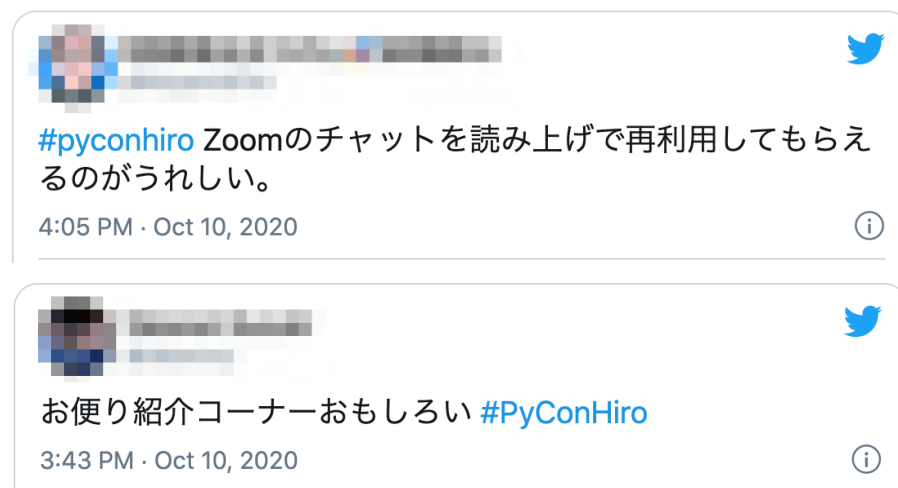 #pyconhiro Zoomのチャットを読み上げで再利用してもらえ
るのがうれしい。
4:05 PM · Oct 10, 2020
お便り紹介コーナーおもしろい #PyConHiro
3:43 PM · Oct 10, 2020